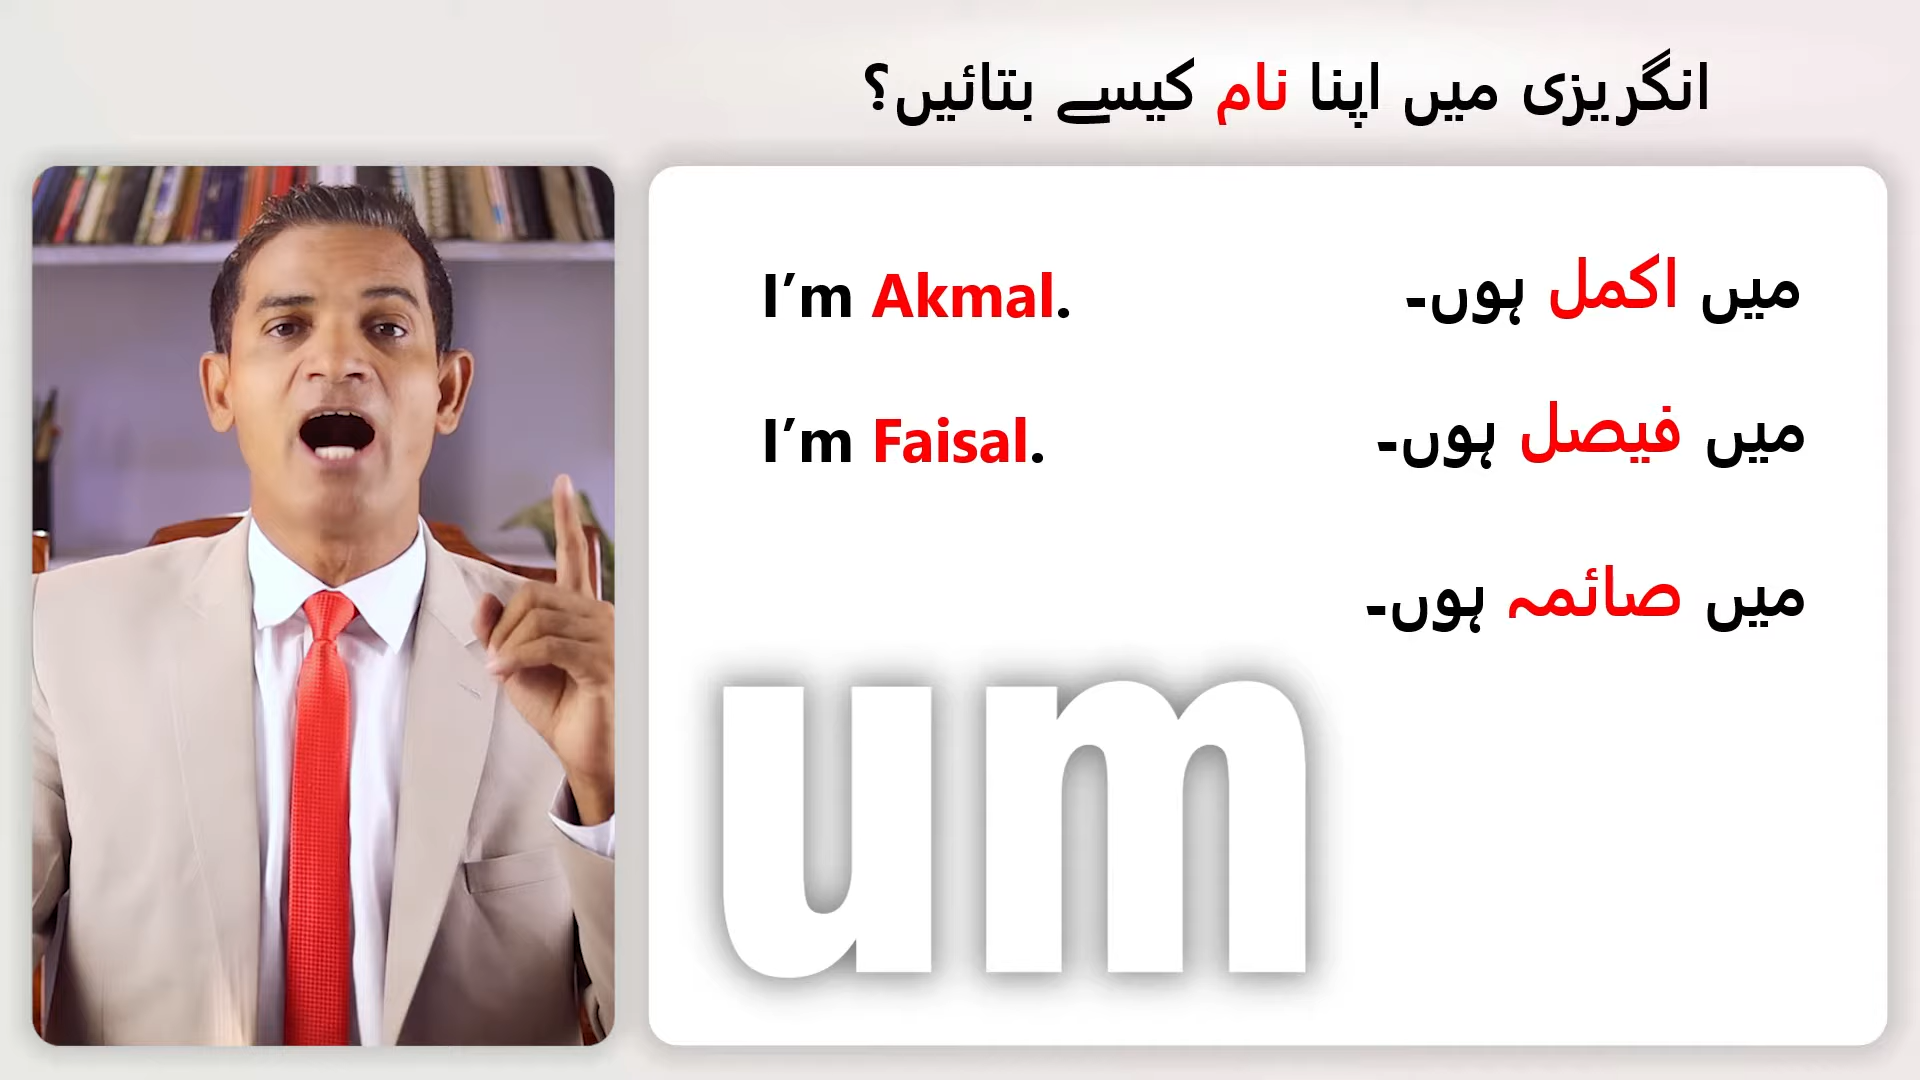 انگریزی میں اپنا نام کیسے بتائیں؟
I’m Akmal.
میں اکمل ہوں۔
I’m Faisal.
میں فیصل ہوں۔
میں صائمہ ہوں۔
um